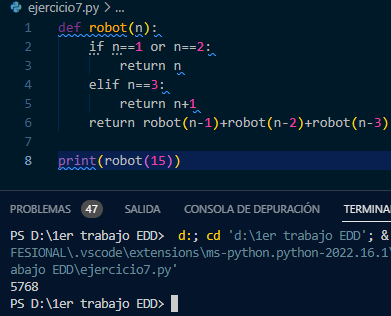 ejercicio7.py > ...
1 def robot(n):
2 if n==1 or n==2:
3 return n
4 elif n==3:
5 return n+1
6 return robot(n-1)+robot(n-2)+robot(n-3)
7
8 print(robot(15))
PROBLEMAS 47 SALIDA CONSOLA DE DEPURACIÓN TERMINA
PS D:\1er trabajo EDD> d:; cd 'd:\1er trabajo EDD'; &
FESIONAL\.vscode\extensions\ms-python.python-2022.16.1\
abajo EDD\ejercicio7.py'
5768
PS D:\1er trabajo EDD>